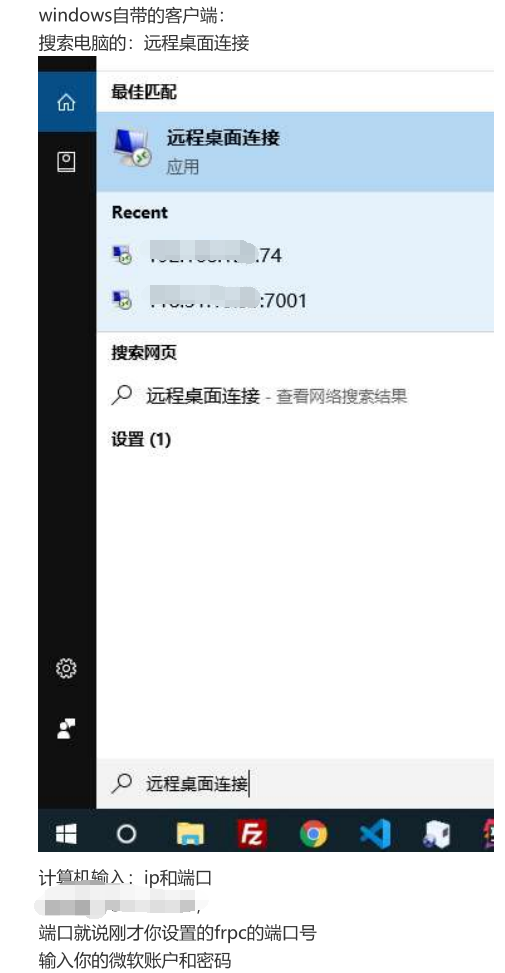 windows自带的客户端：
搜索电脑的：远程桌面连接
最佳匹配
远程桌面连接
应用
Recent
.74
:7001
搜索网页
远程桌面连接 - 查看网络搜索结果
设置 (1)
远程桌面连接
计算机输入：ip和端口
端口就说刚才你设置的frpc的端口号
输入你的微软账户和密码